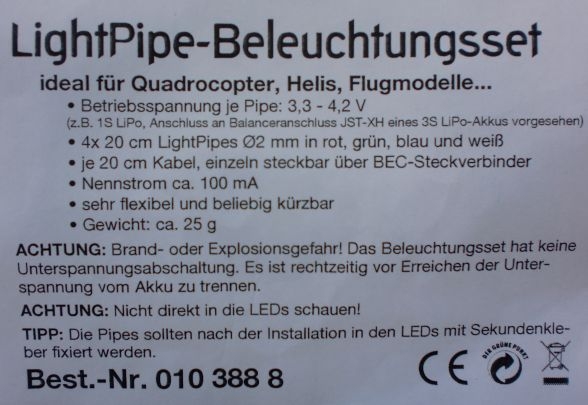 LightPipe-Beleuchtungsset
ideal für Quadrocopter, Helis, Flugmodelle...
• Betriebsspannung je Pipe: 3,3 - 4,2 V
(z.B. 1S LiPo, Anschluss an Balanceranschluss JST-XH eines 3S LiPo-Akkus vorgesehen)
• 4x 20 cm LightPipes Ø2 mm in rot, grün, blau und weiß
• je 20 cm Kabel, einzeln steckbar über BEC-Steckverbinder
• Nennstrom ca. 100 mA
• sehr flexibel und beliebig kürzbar
• Gewicht: ca. 25 g
ACHTUNG: Brand- oder Explosionsgefahr! Das Beleuchtungsset hat keine
Unterspannungsabschaltung. Es ist rechtzeitig vor Erreichen der Unter-
spannung vom Akku zu trennen.
ACHTUNG: Nicht direkt in die LEDs schauen!
TIPP: Die Pipes sollten nach der Installation in den LEDs mit Sekundenkle-
ber fixiert werden.
Best.-Nr. 010 388 8
CE
DER GRÜNE PUNKT